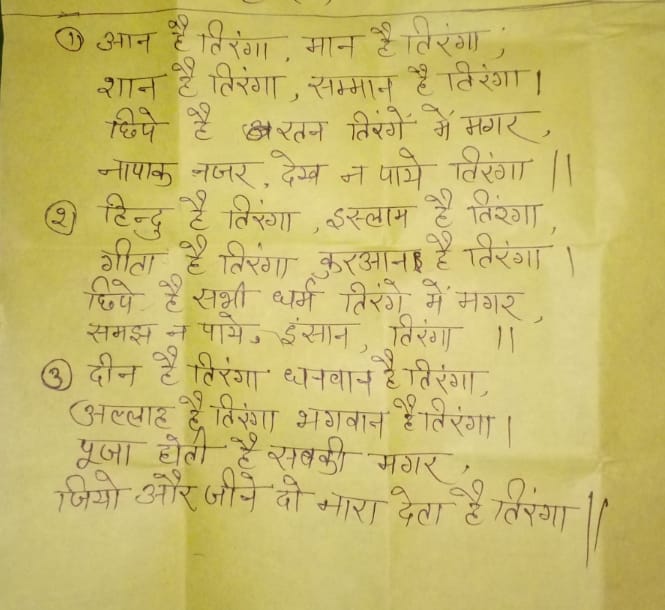 ① आन है तिरंगा, मान है तिरंगा,
शान है तिरंगा, सम्मान है तिरंगा।
छिपे है रतन तिरंगें में मगर,
नापाक नजर, देख न पाये तिरंगा ||
② हिन्दु है तिरंगा, इस्लाम है तिरंगा,
गीता है तिरंगा कुरआन है तिरंगा ।
छिपे है सभी धर्म तिरंगे में मगर,
समझ न पाये, इंसान, तिरंगा ||
③ दीन है तिरंगा धनवान है तिरंगा,
अल्लाह है तिरंगा भगवान है तिरंगा।
पूजा होती है सबकी मगर,
जियो और जीने दो नारा देता है तिरंगा ||